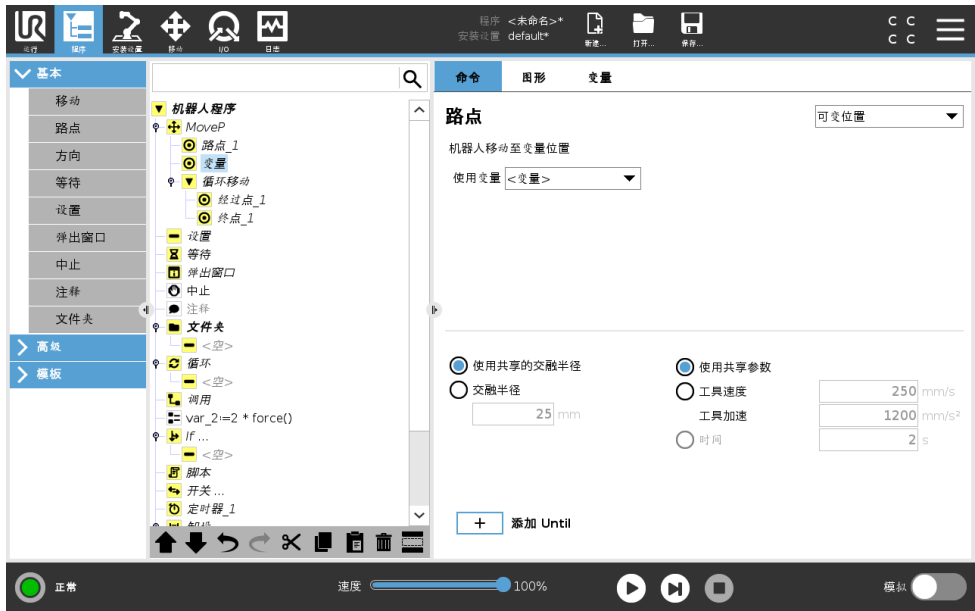 程序 <未命名>*
安装设置 default*
C C
C C
运行
程序
安装设置
移动
I/O
日志
新建...
打开...
保存...
基本
移动
路点
方向
等待
设置
弹出窗口
中止
注释
文件夹
高级
模板
机器人程序
MoveP
路点_1
变量
循环移动
经过点_1
终点_1
设置
等待
弹出窗口
中止
注释
文件夹
<空>
循环
<空>
调用
var_2:=2 * force()
If ...
<空>
脚本
开关 ...
定时器_1
命令 图形 变量
路点
可变位置
机器人移动至变量位置
使用变量 <变量>
使用共享的交融半径
交融半径
25 mm
使用共享参数
工具速度 250 mm/s
工具加速 1200 mm/s²
时间 2 s
+ 添加 Until
正常
速度 100%
模拟